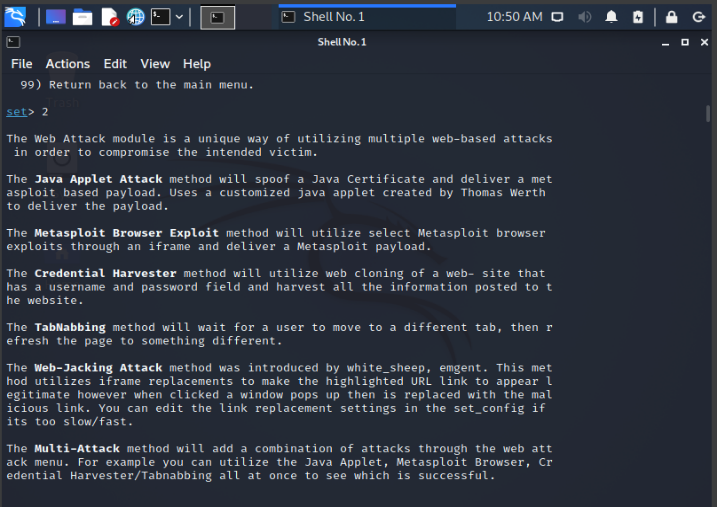 Shell No. 1
10:50 AM
Shell No. 1
File Actions Edit View Help
99) Return back to the main menu.
set> 2
The Web Attack module is a unique way of utilizing multiple web-based attacks
in order to compromise the intended victim.
The Java Applet Attack method will spoof a Java Certificate and deliver a met
asploit based payload. Uses a customized java applet created by Thomas Werth
to deliver the payload.
The Metasploit Browser Exploit method will utilize select Metasploit browser
exploits through an iframe and deliver a Metasploit payload.
The Credential Harvester method will utilize web cloning of a web- site that
has a username and password field and harvest all the information posted to t
he website.
The TabNabbing method will wait for a user to move to a different tab, then r
efresh the page to something different.
The Web-Jacking Attack method was introduced by white_sheep, emgent. This met
hod utilizes iframe replacements to make the highlighted URL link to appear l
egitimate however when clicked a window pops up then is replaced with the mal
icious link. You can edit the link replacement settings in the set_config if
its too slow/fast.
The Multi-Attack method will add a combination of attacks through the web att
ack menu. For example you can utilize the Java Applet, Metasploit Browser, Cr
edential Harvester/Tabnabbing all at once to see which is successful.